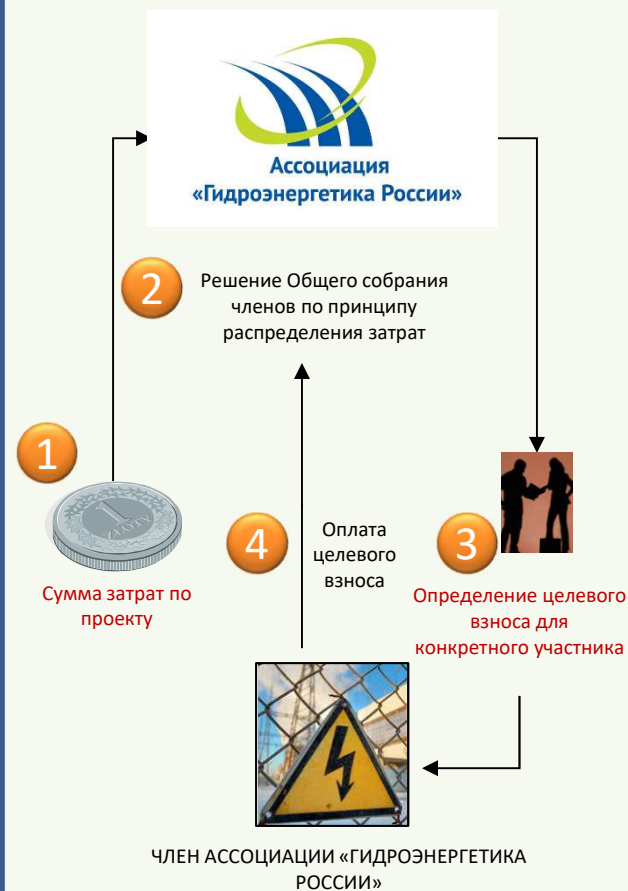 Ассоциация
«Гидроэнергетика России»
2
Решение Общего собрания
членов по принципу
распределения затрат
1
1
Сумма затрат по
проекту
4
Оплата
целевого
взноса
3
Определение целевого
взноса для
конкретного участника
ЧЛЕН АССОЦИАЦИИ «ГИДРОЭНЕРГЕТИКА
РОССИИ»